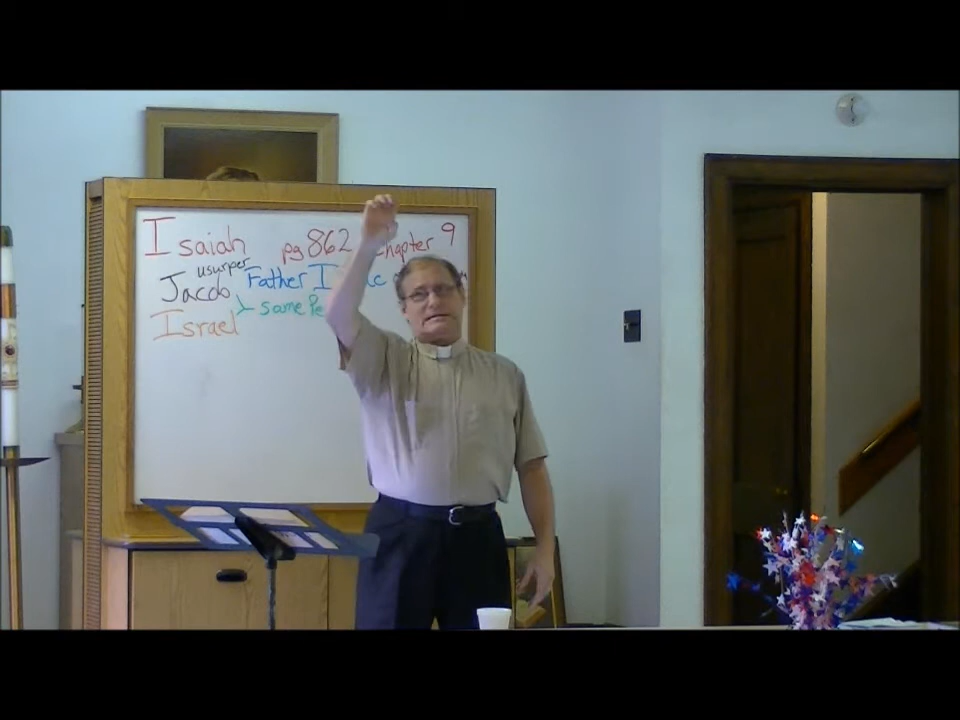 Isaiah pg 862 Chapter 9
usurper
Jacob Father
Israel same